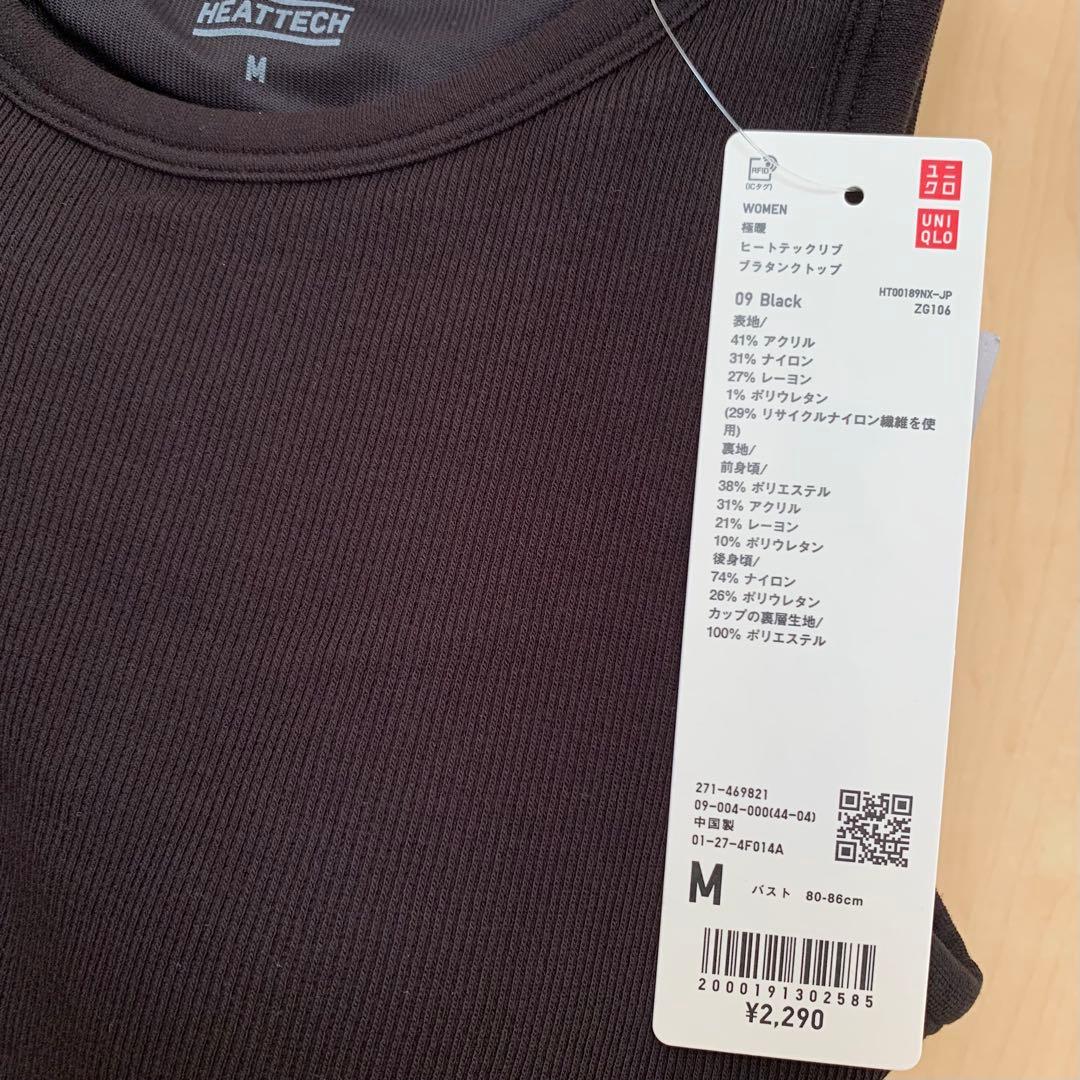 HEATTECH
M
RFID
(ICタグ)
ユニ
クロ
UNI
QLO
WOMEN
極暖
ヒートテックリブ
ブラタンクトップ
HT00189NX-JP
ZG106
09 Black
表地/
41% アクリル
31% ナイロン
27% レーヨン
1% ポリウレタン
(29% リサイクルナイロン繊維を使
用)
裏地/
前身頃/
38% ポリエステル
31% アクリル
21% レーヨン
10% ポリウレタン
後身頃/
74% ナイロン
26% ポリウレタン
カップの裏層生地/
100% ポリエステル
271-469821
09-004-000(44-04)
中国製
01-27-4F014A
M バスト 80-86cm
2000191302585
¥2,290